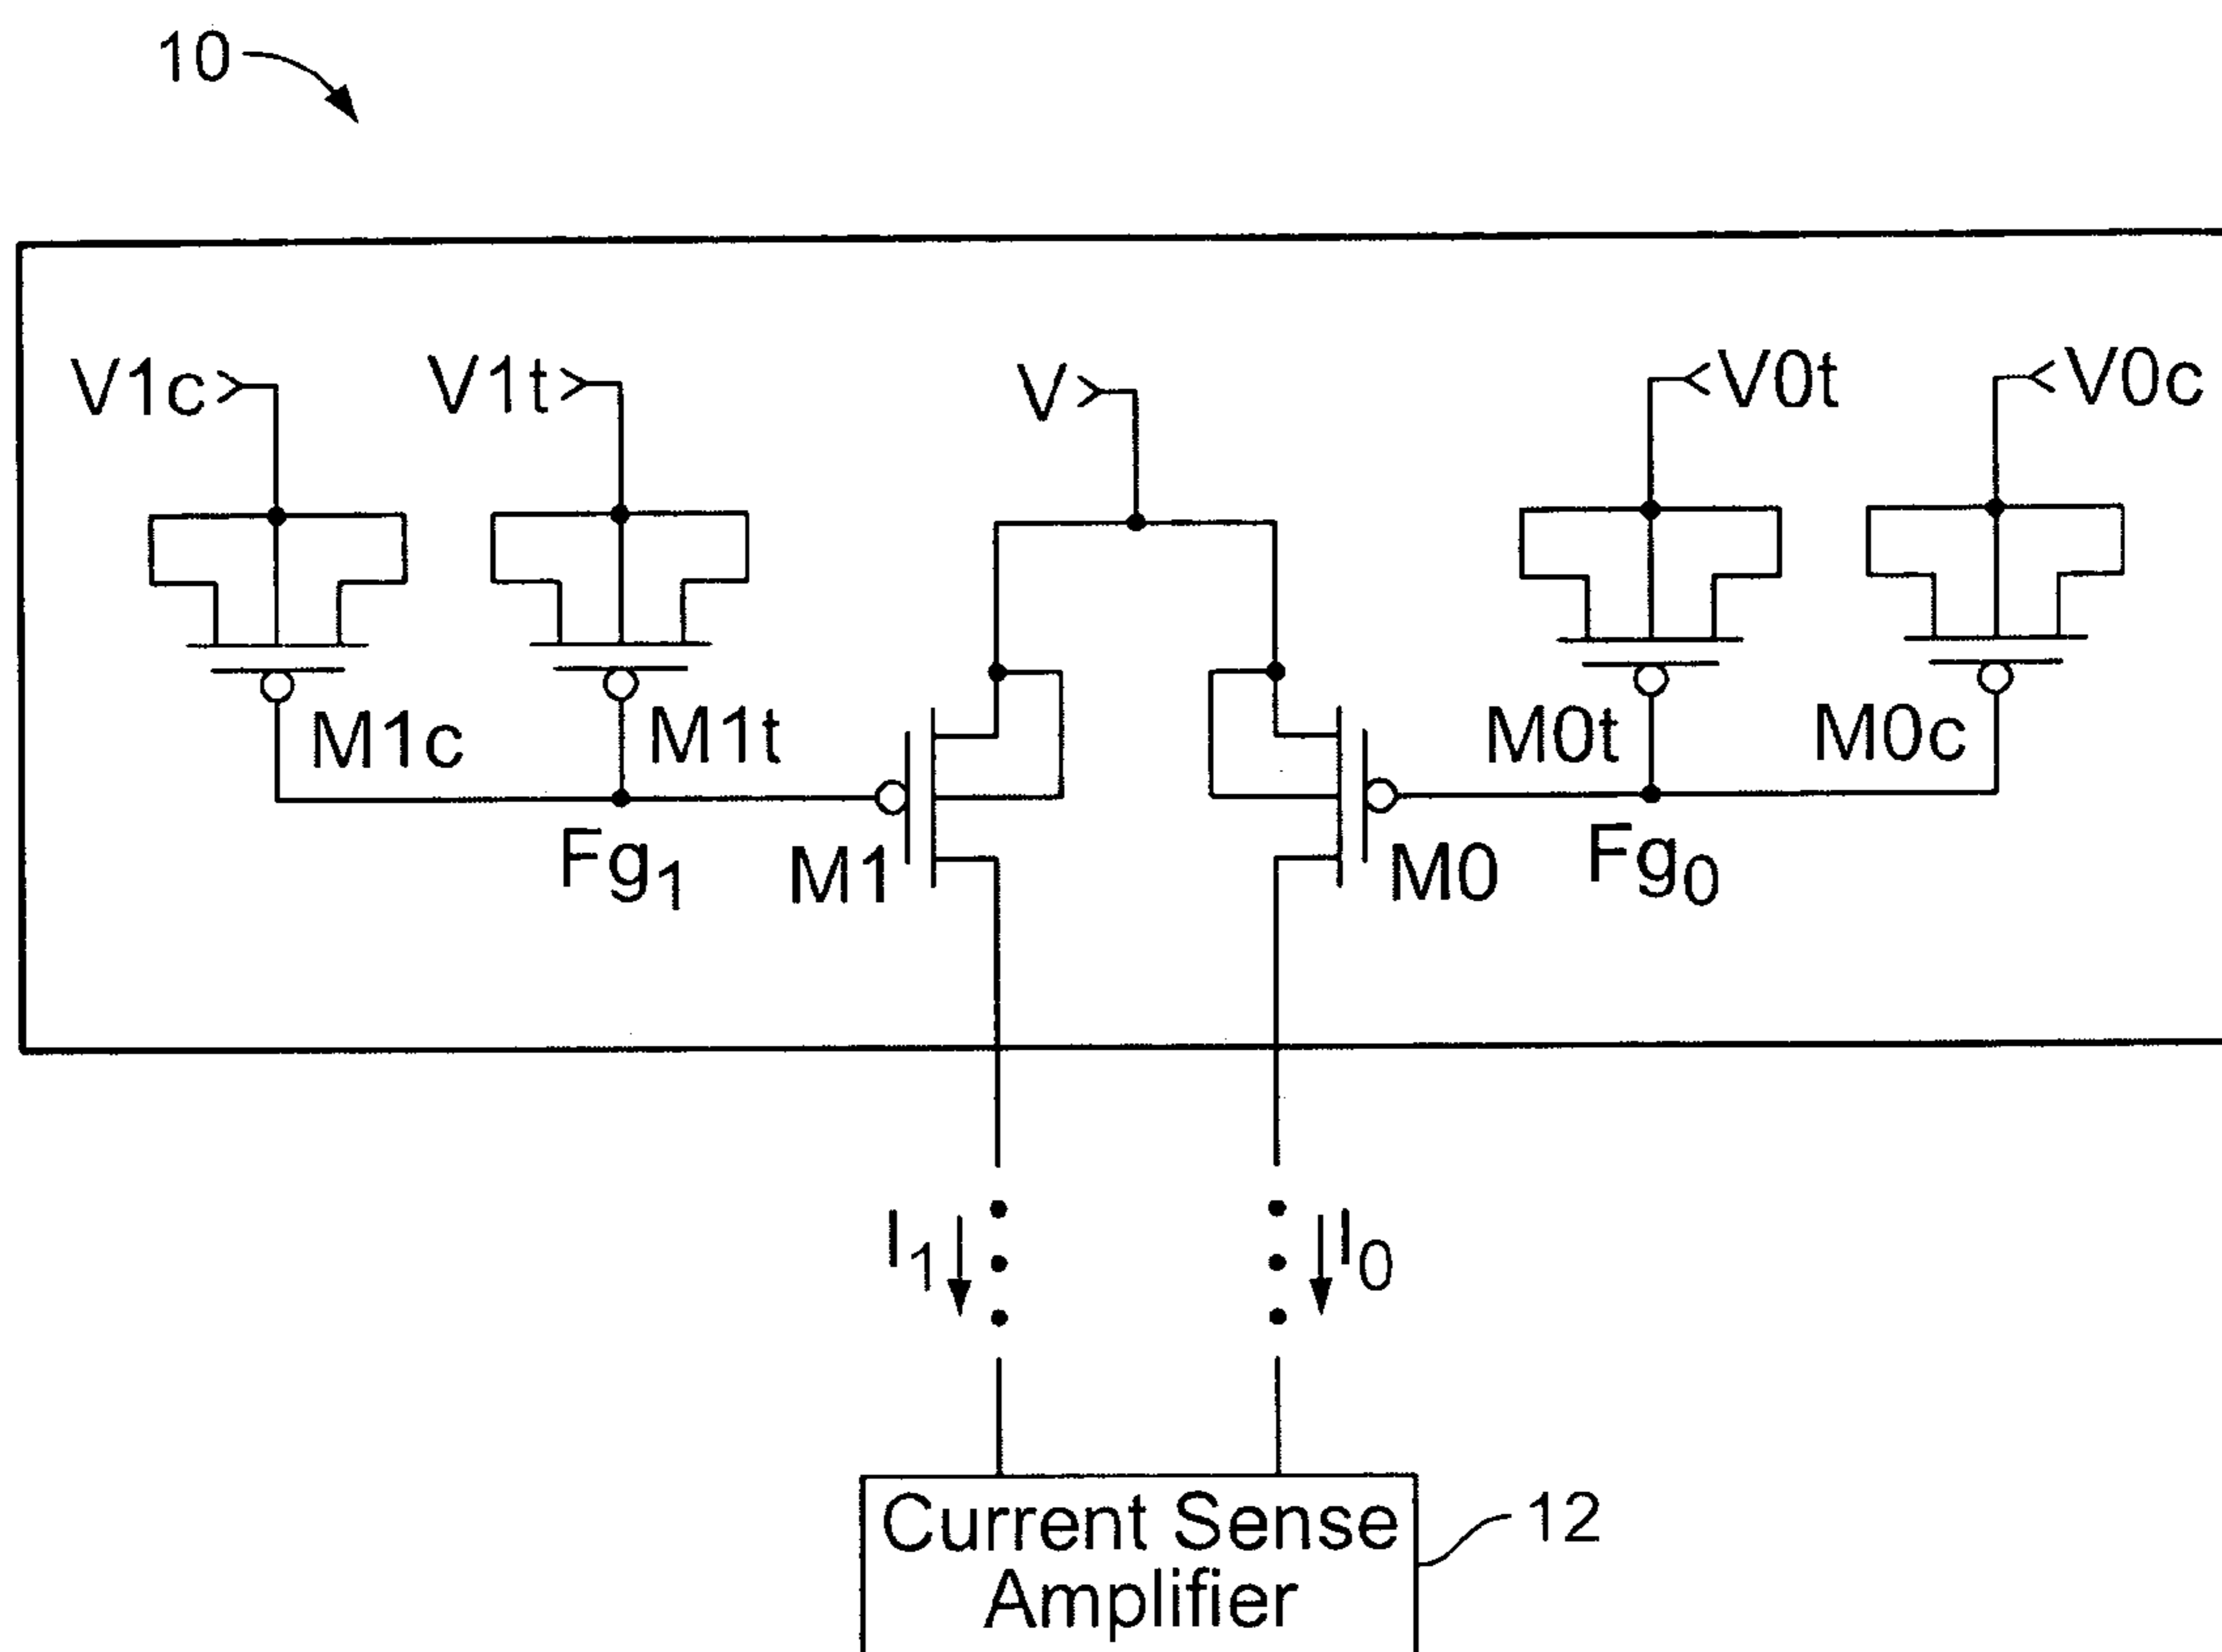 10
V1c
V1t
V
V0t
V0c
M1c
M1t
M0t
M0c
Fg1
M1
M0
Fg0
I1
I0
Current Sense
Amplifier
12